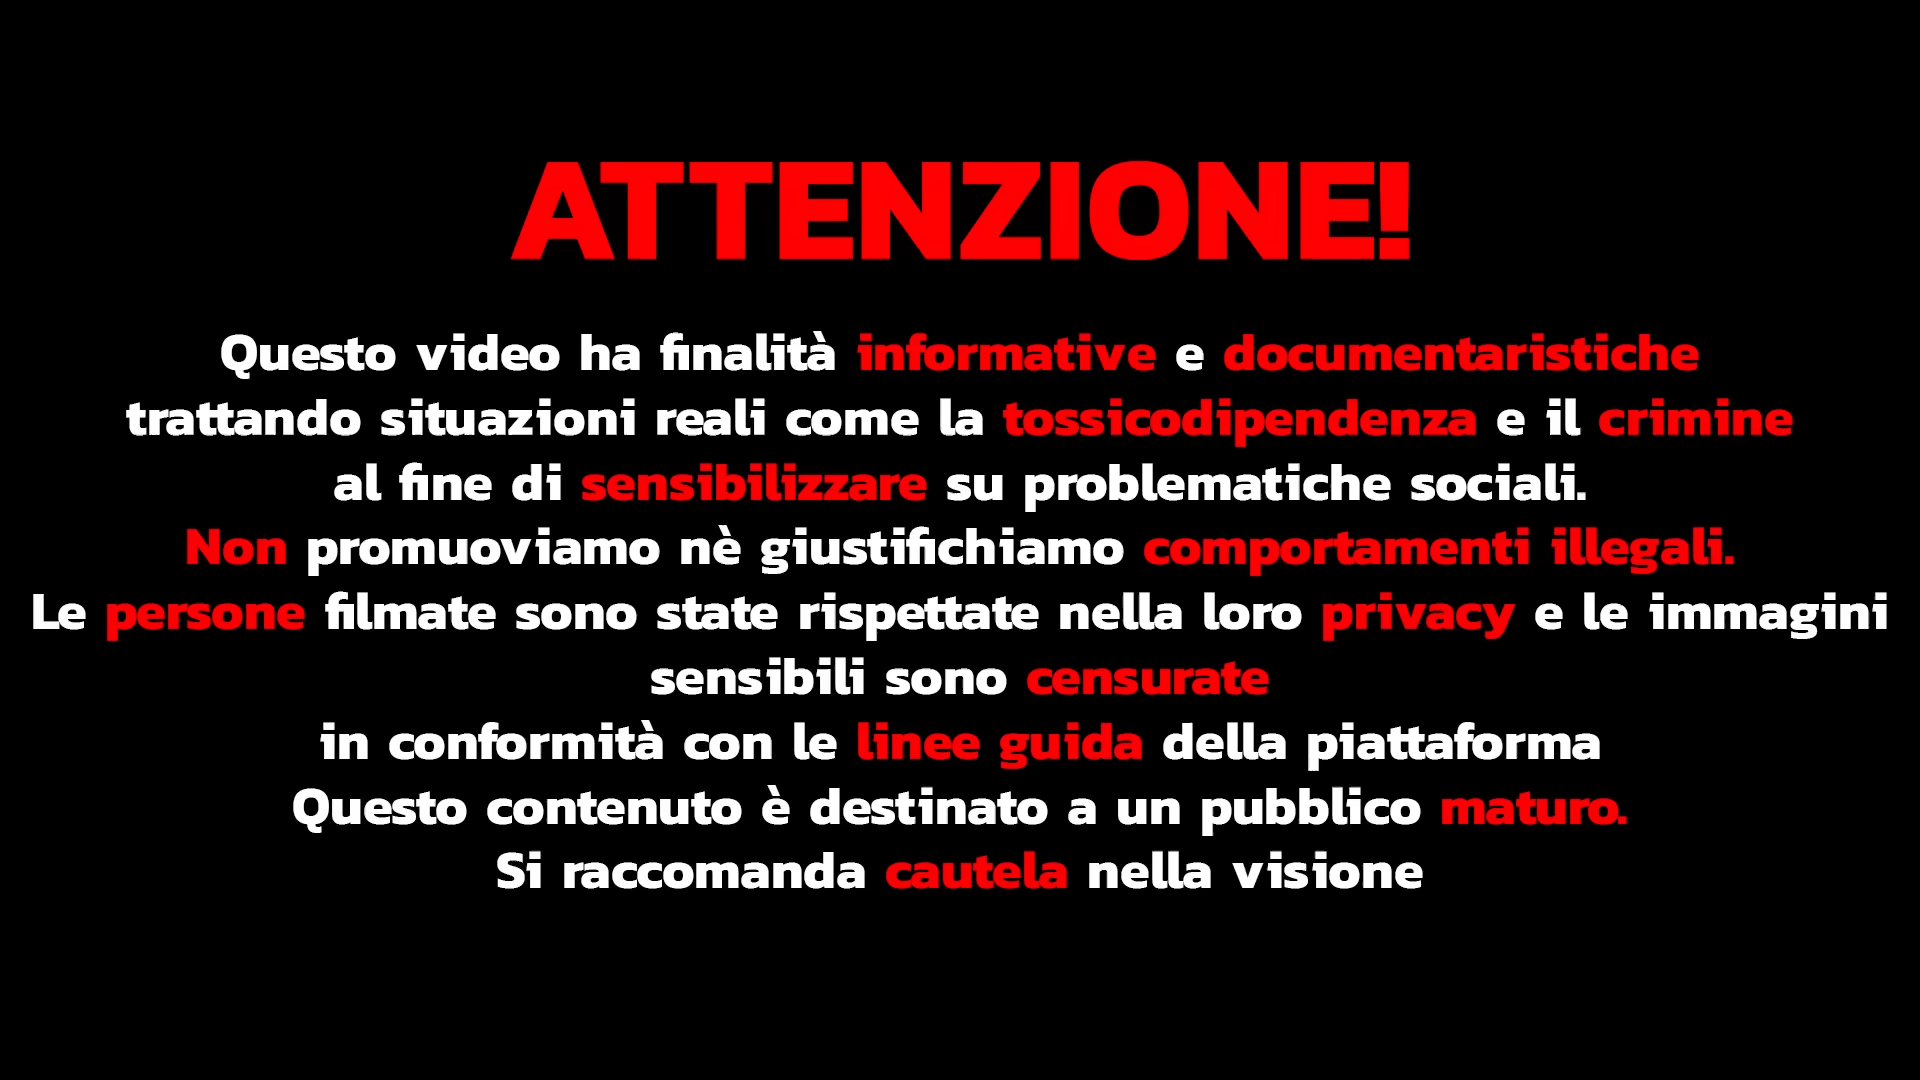 ATTENZIONE!
Questo video ha finalità informative e documentaristiche
trattando situazioni reali come la tossicodipendenza e il crimine
al fine di sensibilizzare su problematiche sociali.
Non promuoviamo nè giustifichiamo comportamenti illegali.
Le persone filmate sono state rispettate nella loro privacy e le immagini
sensibili sono censurate
in conformità con le linee guida della piattaforma
Questo contenuto è destinato a un pubblico maturo.
Si raccomanda cautela nella visione